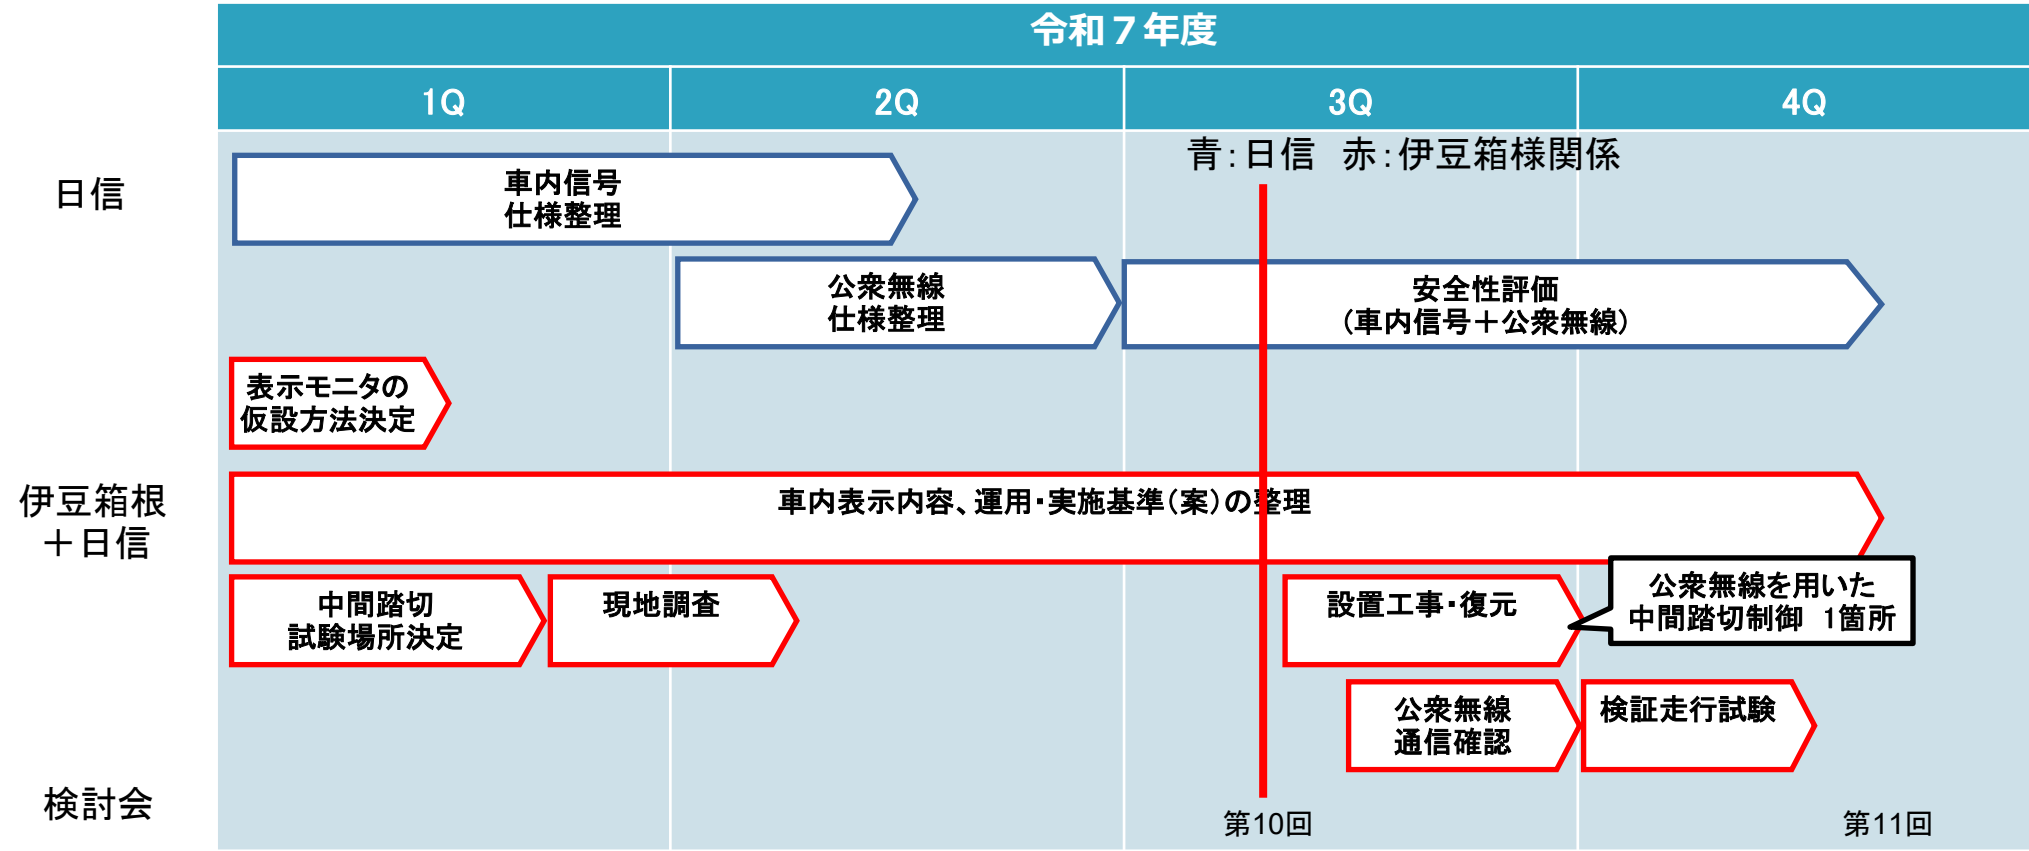 令和７年度
1Q
2Q
3Q
4Q
青：日信　赤：伊豆箱様関係
日信
車内信号
仕様整理
公衆無線
仕様整理
安全性評価
（車内信号＋公衆無線）
表示モニタの
仮設方法決定
伊豆箱根
＋日信
車内表示内容、運用・実施基準（案）の整理
中間踏切
試験場所決定
現地調査
設置工事・復元
公衆無線を用いた
中間踏切制御　1箇所
公衆無線
通信確認
検証走行試験
検討会
第10回
第11回